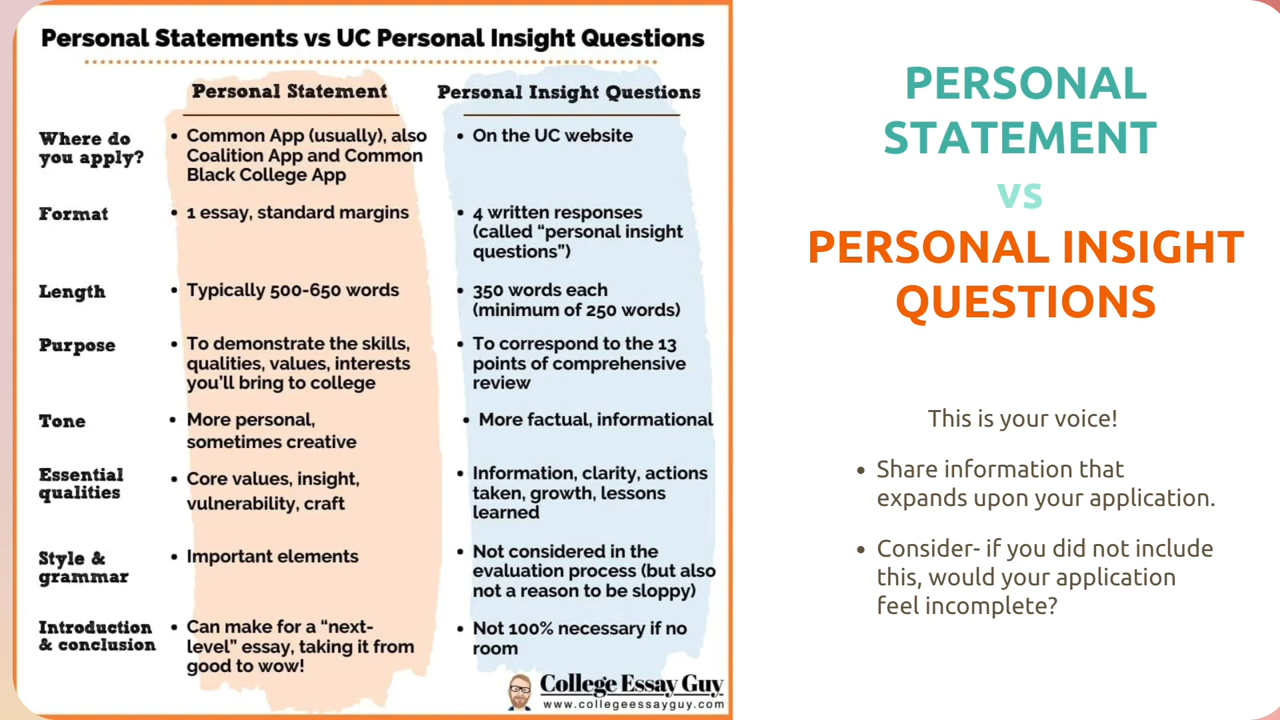 Personal Statements vs UC Personal Insight Questions
Personal Statement
Personal Insight Questions
Where do
you apply?
• Common App (usually), also
Coalition App and Common
Black College App
• On the UC website
Format
• 1 essay, standard margins
• 4 written responses
(called “personal insight
questions”)
Length
• Typically 500-650 words
• 350 words each
(minimum of 250 words)
Purpose
• To demonstrate the skills,
qualities, values, interests
you’ll bring to college
• To correspond to the 13
points of comprehensive
review
Tone
• More personal,
sometimes creative
• More factual, informational
Essential
qualities
• Core values, insight,
vulnerability, craft
• Information, clarity, actions
taken, growth, lessons
learned
Style &
grammar
• Important elements
• Not considered in the
evaluation process (but also
not a reason to be sloppy)
Introduction
& conclusion
• Can make for a “next-
level” essay, taking it from
good to wow!
• Not 100% necessary if no
room
College Essay Guy
www.collegeessayguy.com
PERSONAL
STATEMENT
vs
PERSONAL INSIGHT
QUESTIONS
This is your voice!
• Share information that
expands upon your application.
• Consider- if you did not include
this, would your application
feel incomplete?